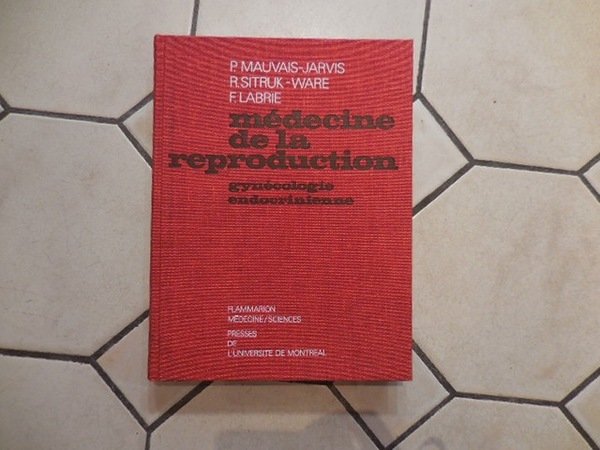 P. MAUVAIS-JARVIS
R. SITRUK-WARE
F. LABRIE
médecine
de la
reproduction
gynécologie
endocrinienne
FLAMMARION
MÉDECINE/SCIENCES
PRESSES
DE
L'UNIVERSITÉ DE MONTRÉAL